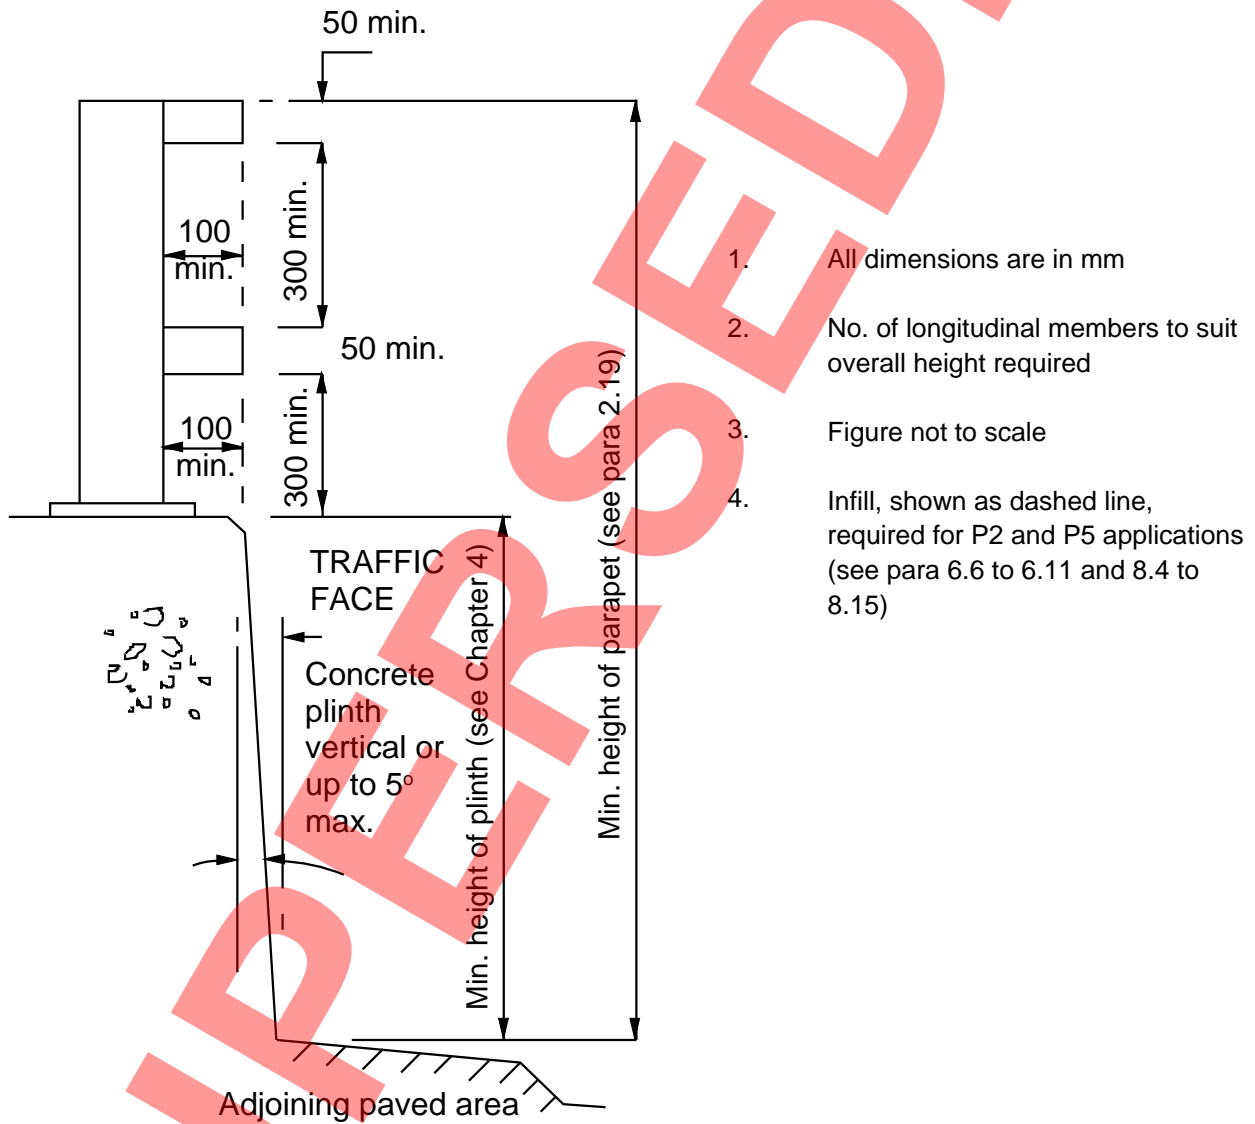 50 min.
100
min.
300 min.
50 min.
100
min.
300 min.
TRAFFIC
FACE
Concrete
plinth
vertical or
up to 5º
max.
Min. height of plinth (see Chapter 4)
Min. height of parapet (see para 2.19)
Adjoining paved area
1. All dimensions are in mm
2. No. of longitudinal members to suit
overall height required
3. Figure not to scale
4. Infill, shown as dashed line,
required for P2 and P5 applications
(see para 6.6 to 6.11 and 8.4 to
8.15)
UPERSED